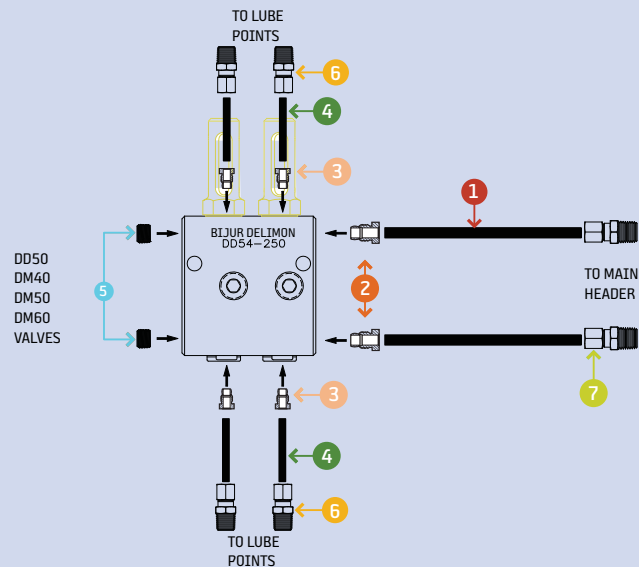 TO LUBE
POINTS
6
4
3
1
BIJUR DELIMON
DD54-250
DD50
DM40
DM50
DM60
VALVES
5
2
TO MAIN
HEADER
3
7
4
6
TO LUBE
POINTS